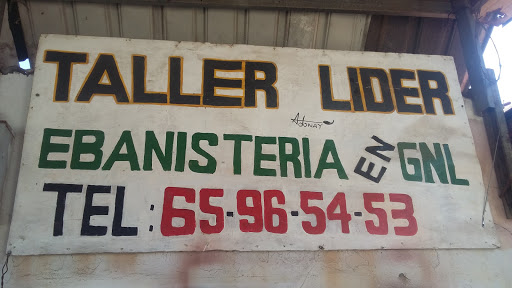 TALLER LIDER
Adonay
EBANISTERIA EN GNL
TEL: 65-96-54-53